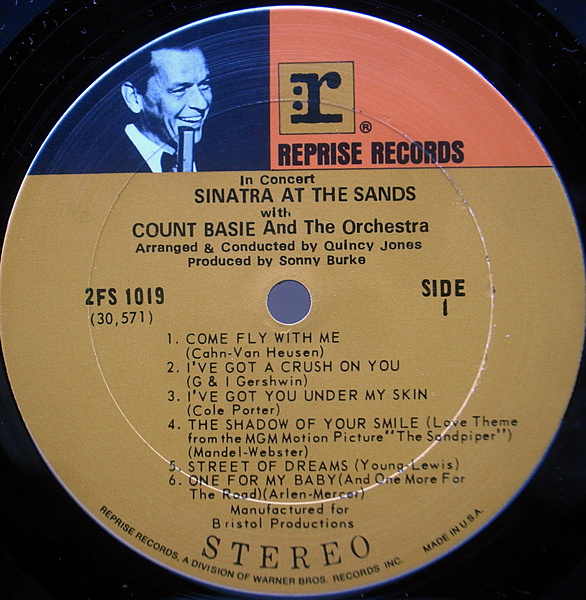 r
®
REPRISE RECORDS
In Concert
SINATRA AT THE SANDS
with
COUNT BASIE And The Orchestra
Arranged & Conducted by Quincy Jones
Produced by Sonny Burke
2FS 1019
(30,571)
SIDE
1
1. COME FLY WITH ME
(Cahn-Van Heusen)
2. I'VE GOT A CRUSH ON YOU
(G & I Gershwin)
3. I'VE GOT YOU UNDER MY SKIN
(Cole Porter)
4. THE SHADOW OF YOUR SMILE (Love Theme
from the MGM Motion Picture "The Sandpiper")
(Mandel-Webster)
5. STREET OF DREAMS (Young-Lewis)
6. ONE FOR MY BABY(And One More For
The Road)(Arlen-Mercer)
Manufactured for
Bristol Productions
STEREO
REPRISE RECORDS, A DIVISION OF WARNER BROS. RECORDS INC. MADE IN U.S.A.